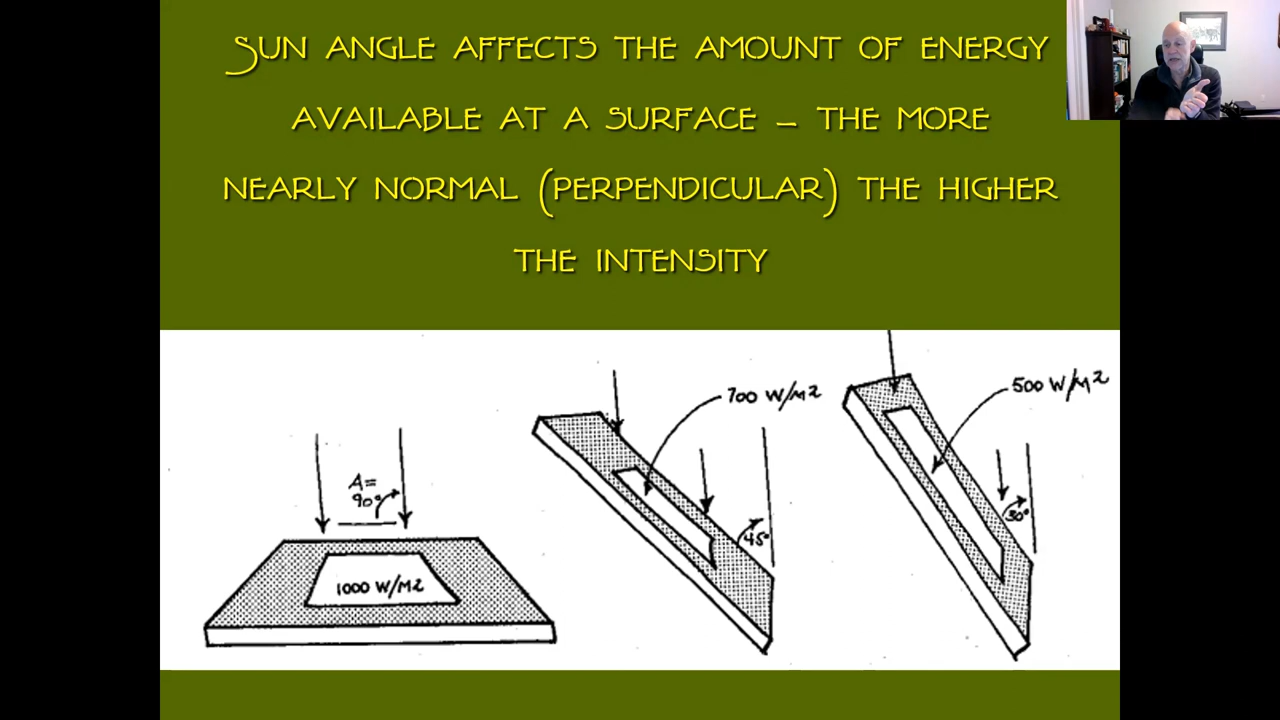 SUN ANGLE AFFECTS THE AMOUNT OF ENERGY
AVAILABLE AT A SURFACE – THE MORE
NEARLY NORMAL (PERPENDICULAR) THE HIGHER
THE INTENSITY
A=
90°
1000 W/M2
700 W/M2
45°
500 W/M2
30°